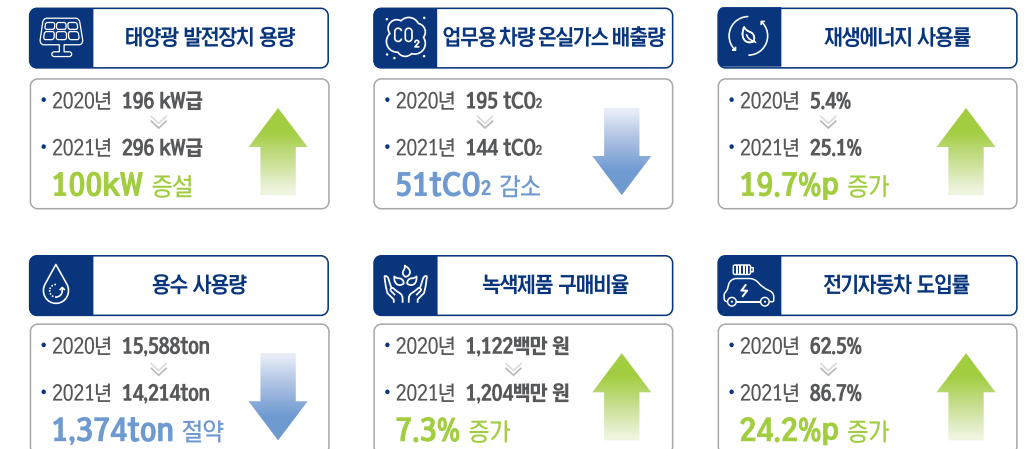 태양광 발전장치 용량
• 2020년 196 kW급
• 2021년 296 kW급
100kW 증설
CO2
업무용 차량 온실가스 배출량
• 2020년 195 tCO2
• 2021년 144 tCO2
51tCO2 감소
재생에너지 사용률
• 2020년 5.4%
• 2021년 25.1%
19.7%p 증가
용수 사용량
• 2020년 15,588ton
• 2021년 14,214ton
1,374ton 절약
녹색제품 구매비율
• 2020년 1,122백만 원
• 2021년 1,204백만 원
7.3% 증가
전기자동차 도입률
• 2020년 62.5%
• 2021년 86.7%
24.2%p 증가